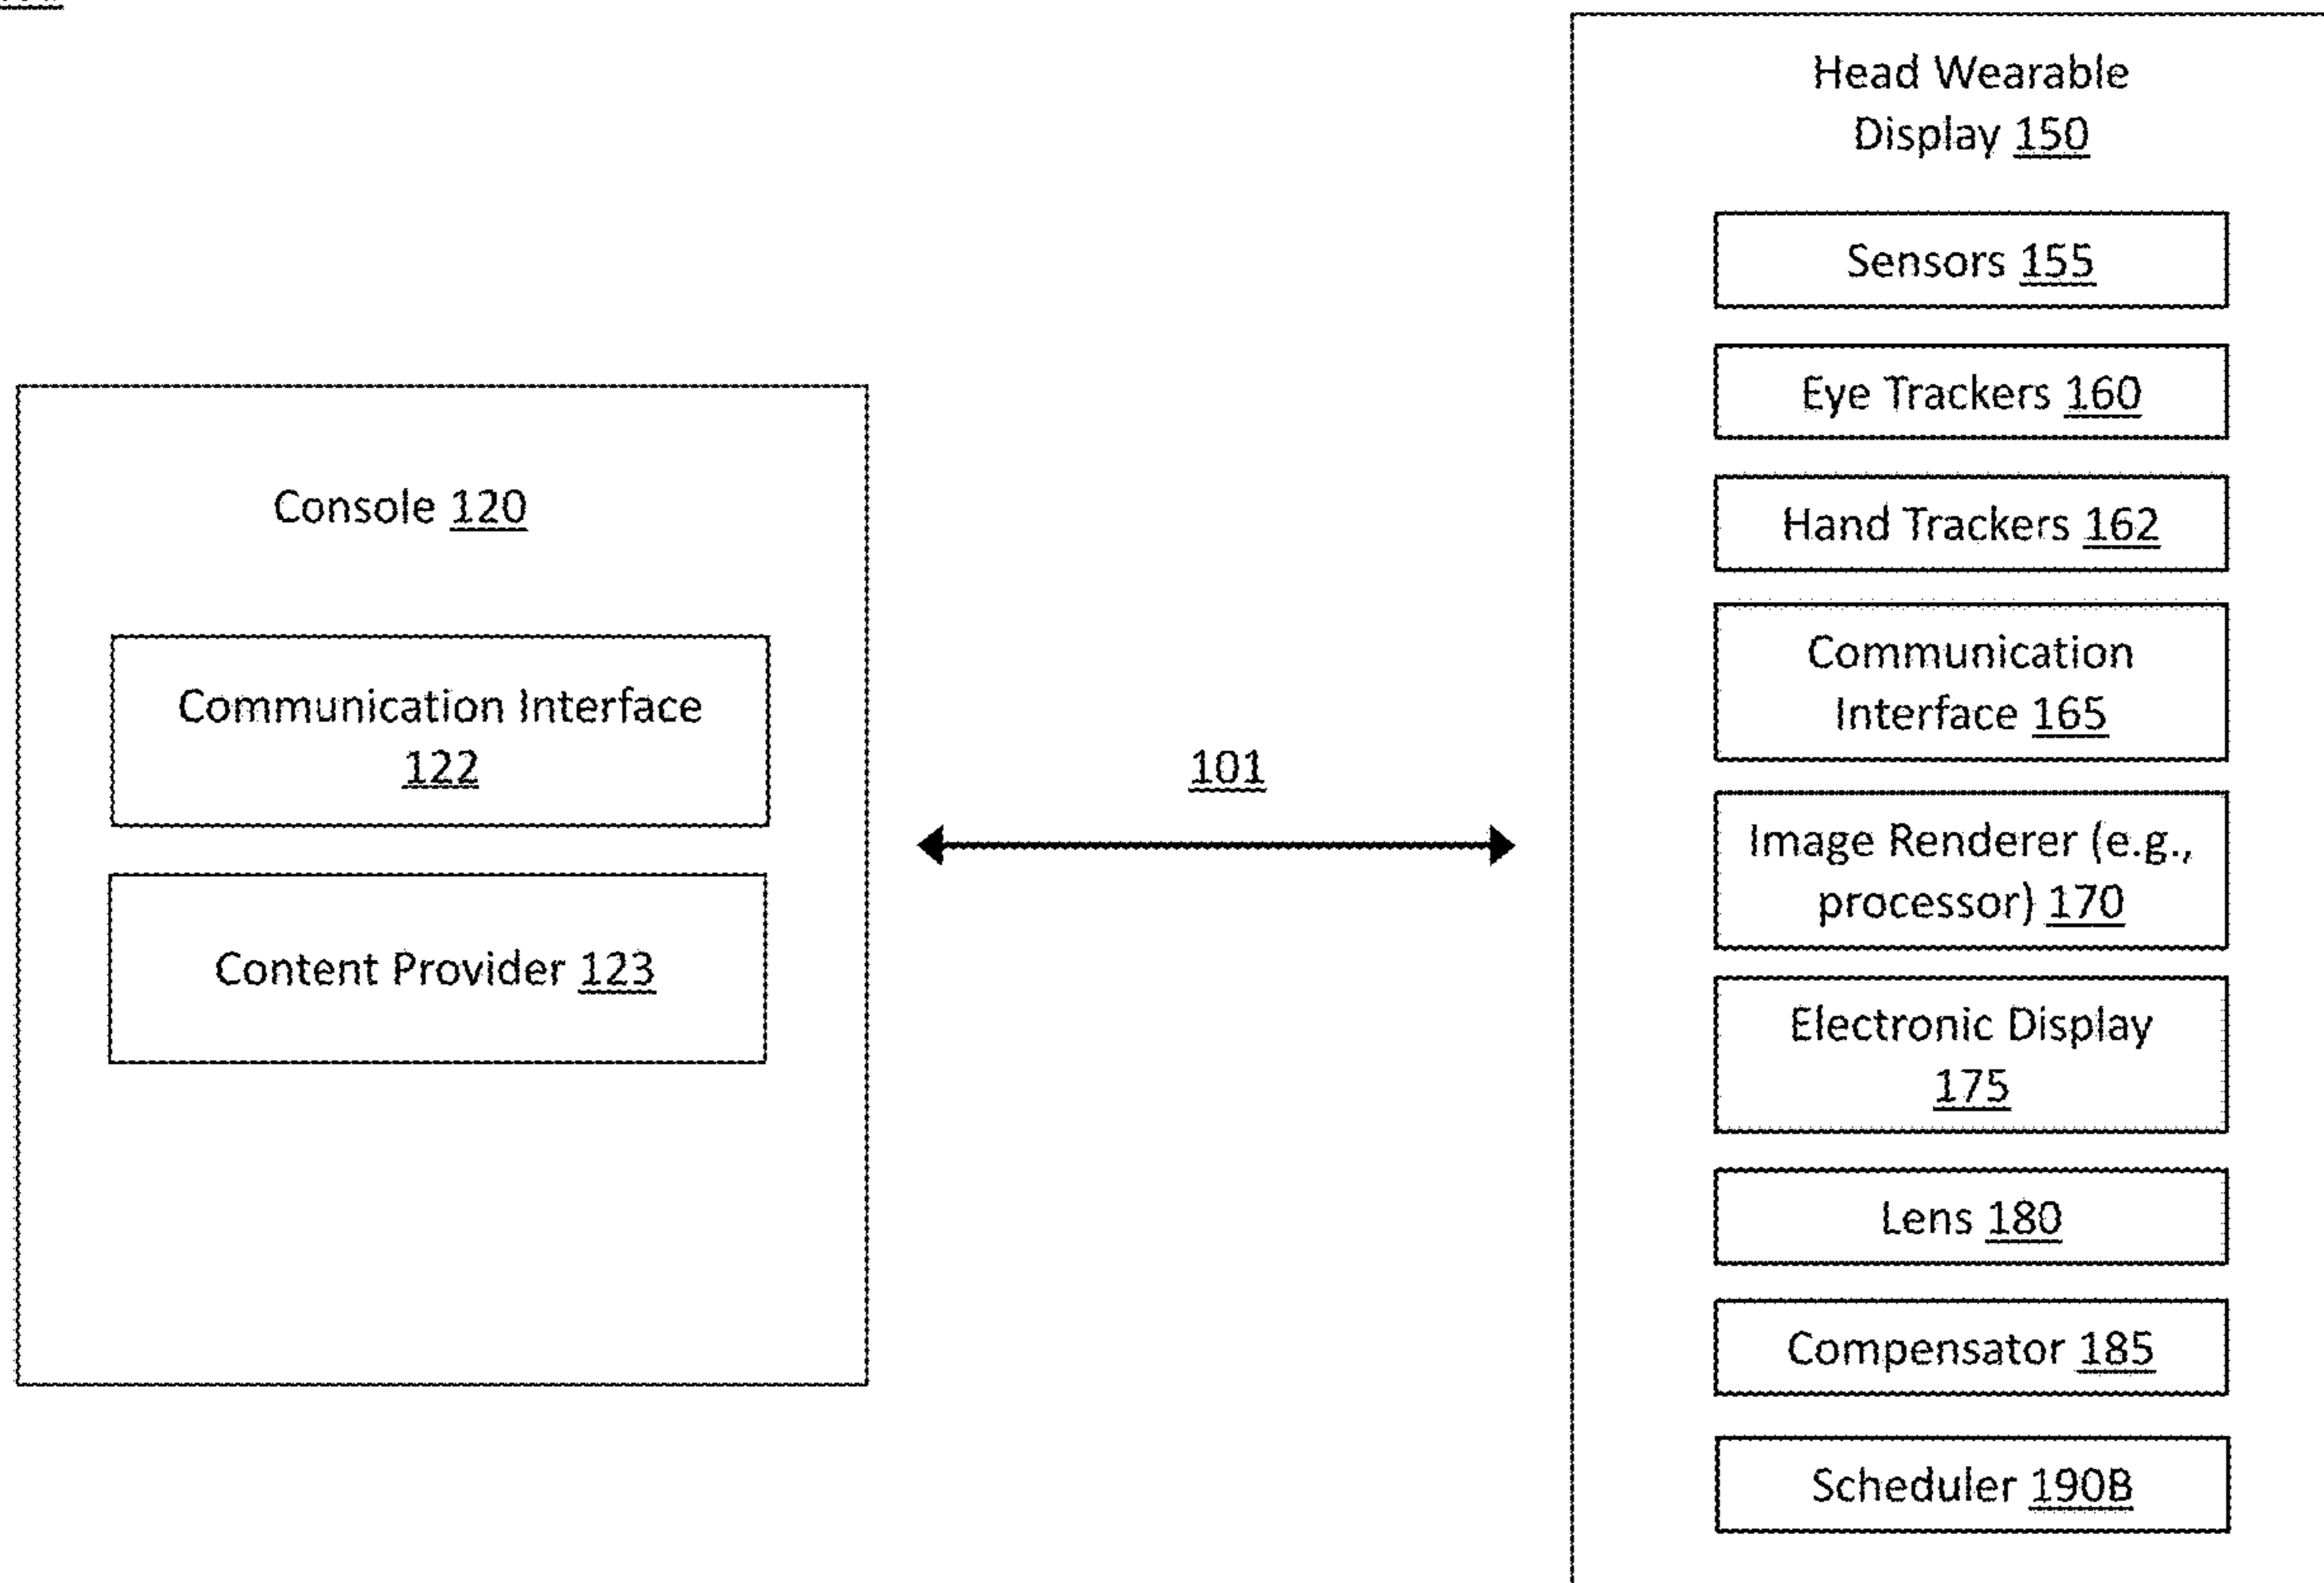 Console 120
Communication Interface
122
Content Provider 123
101
Head Wearable
Display 150
Sensors 155
Eye Trackers 160
Hand Trackers 162
Communication
Interface 165
Image Renderer (e.g.,
processor) 170
Electronic Display
175
Lens 180
Compensator 185
Scheduler 190B